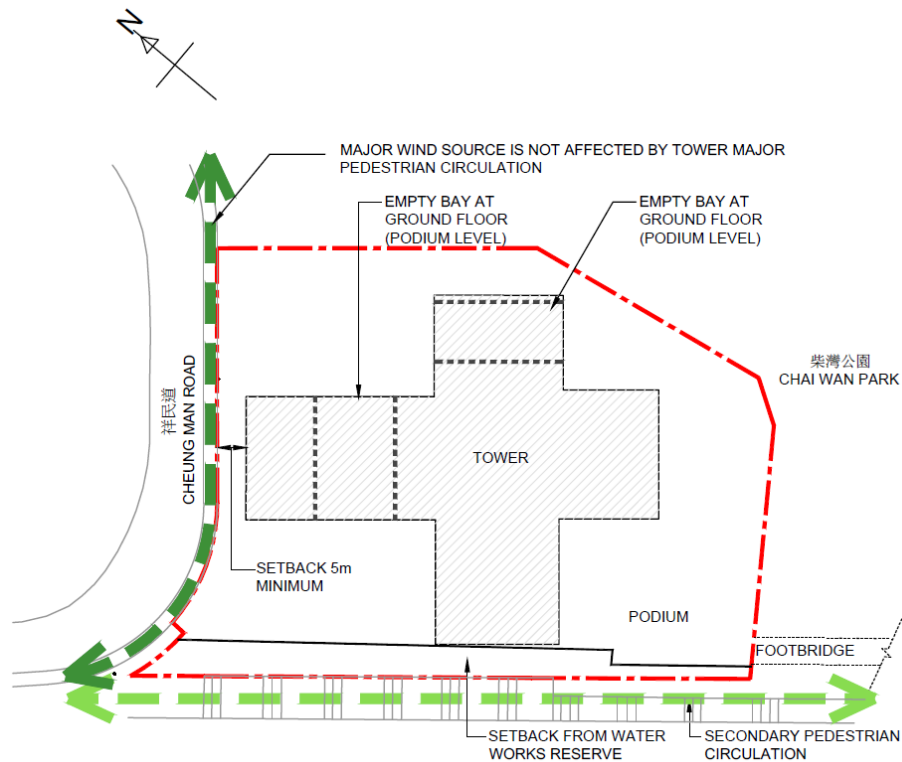 N
MAJOR WIND SOURCE IS NOT AFFECTED BY TOWER MAJOR
PEDESTRIAN CIRCULATION
EMPTY BAY AT
GROUND FLOOR
(PODIUM LEVEL)
EMPTY BAY AT
GROUND FLOOR
(PODIUM LEVEL)
柴灣公園
CHAI WAN PARK
祥民道
CHEUNG MAN ROAD
TOWER
SETBACK 5m
MINIMUM
PODIUM
FOOTBRIDGE
SETBACK FROM WATER
WORKS RESERVE
SECONDARY PEDESTRIAN
CIRCULATION